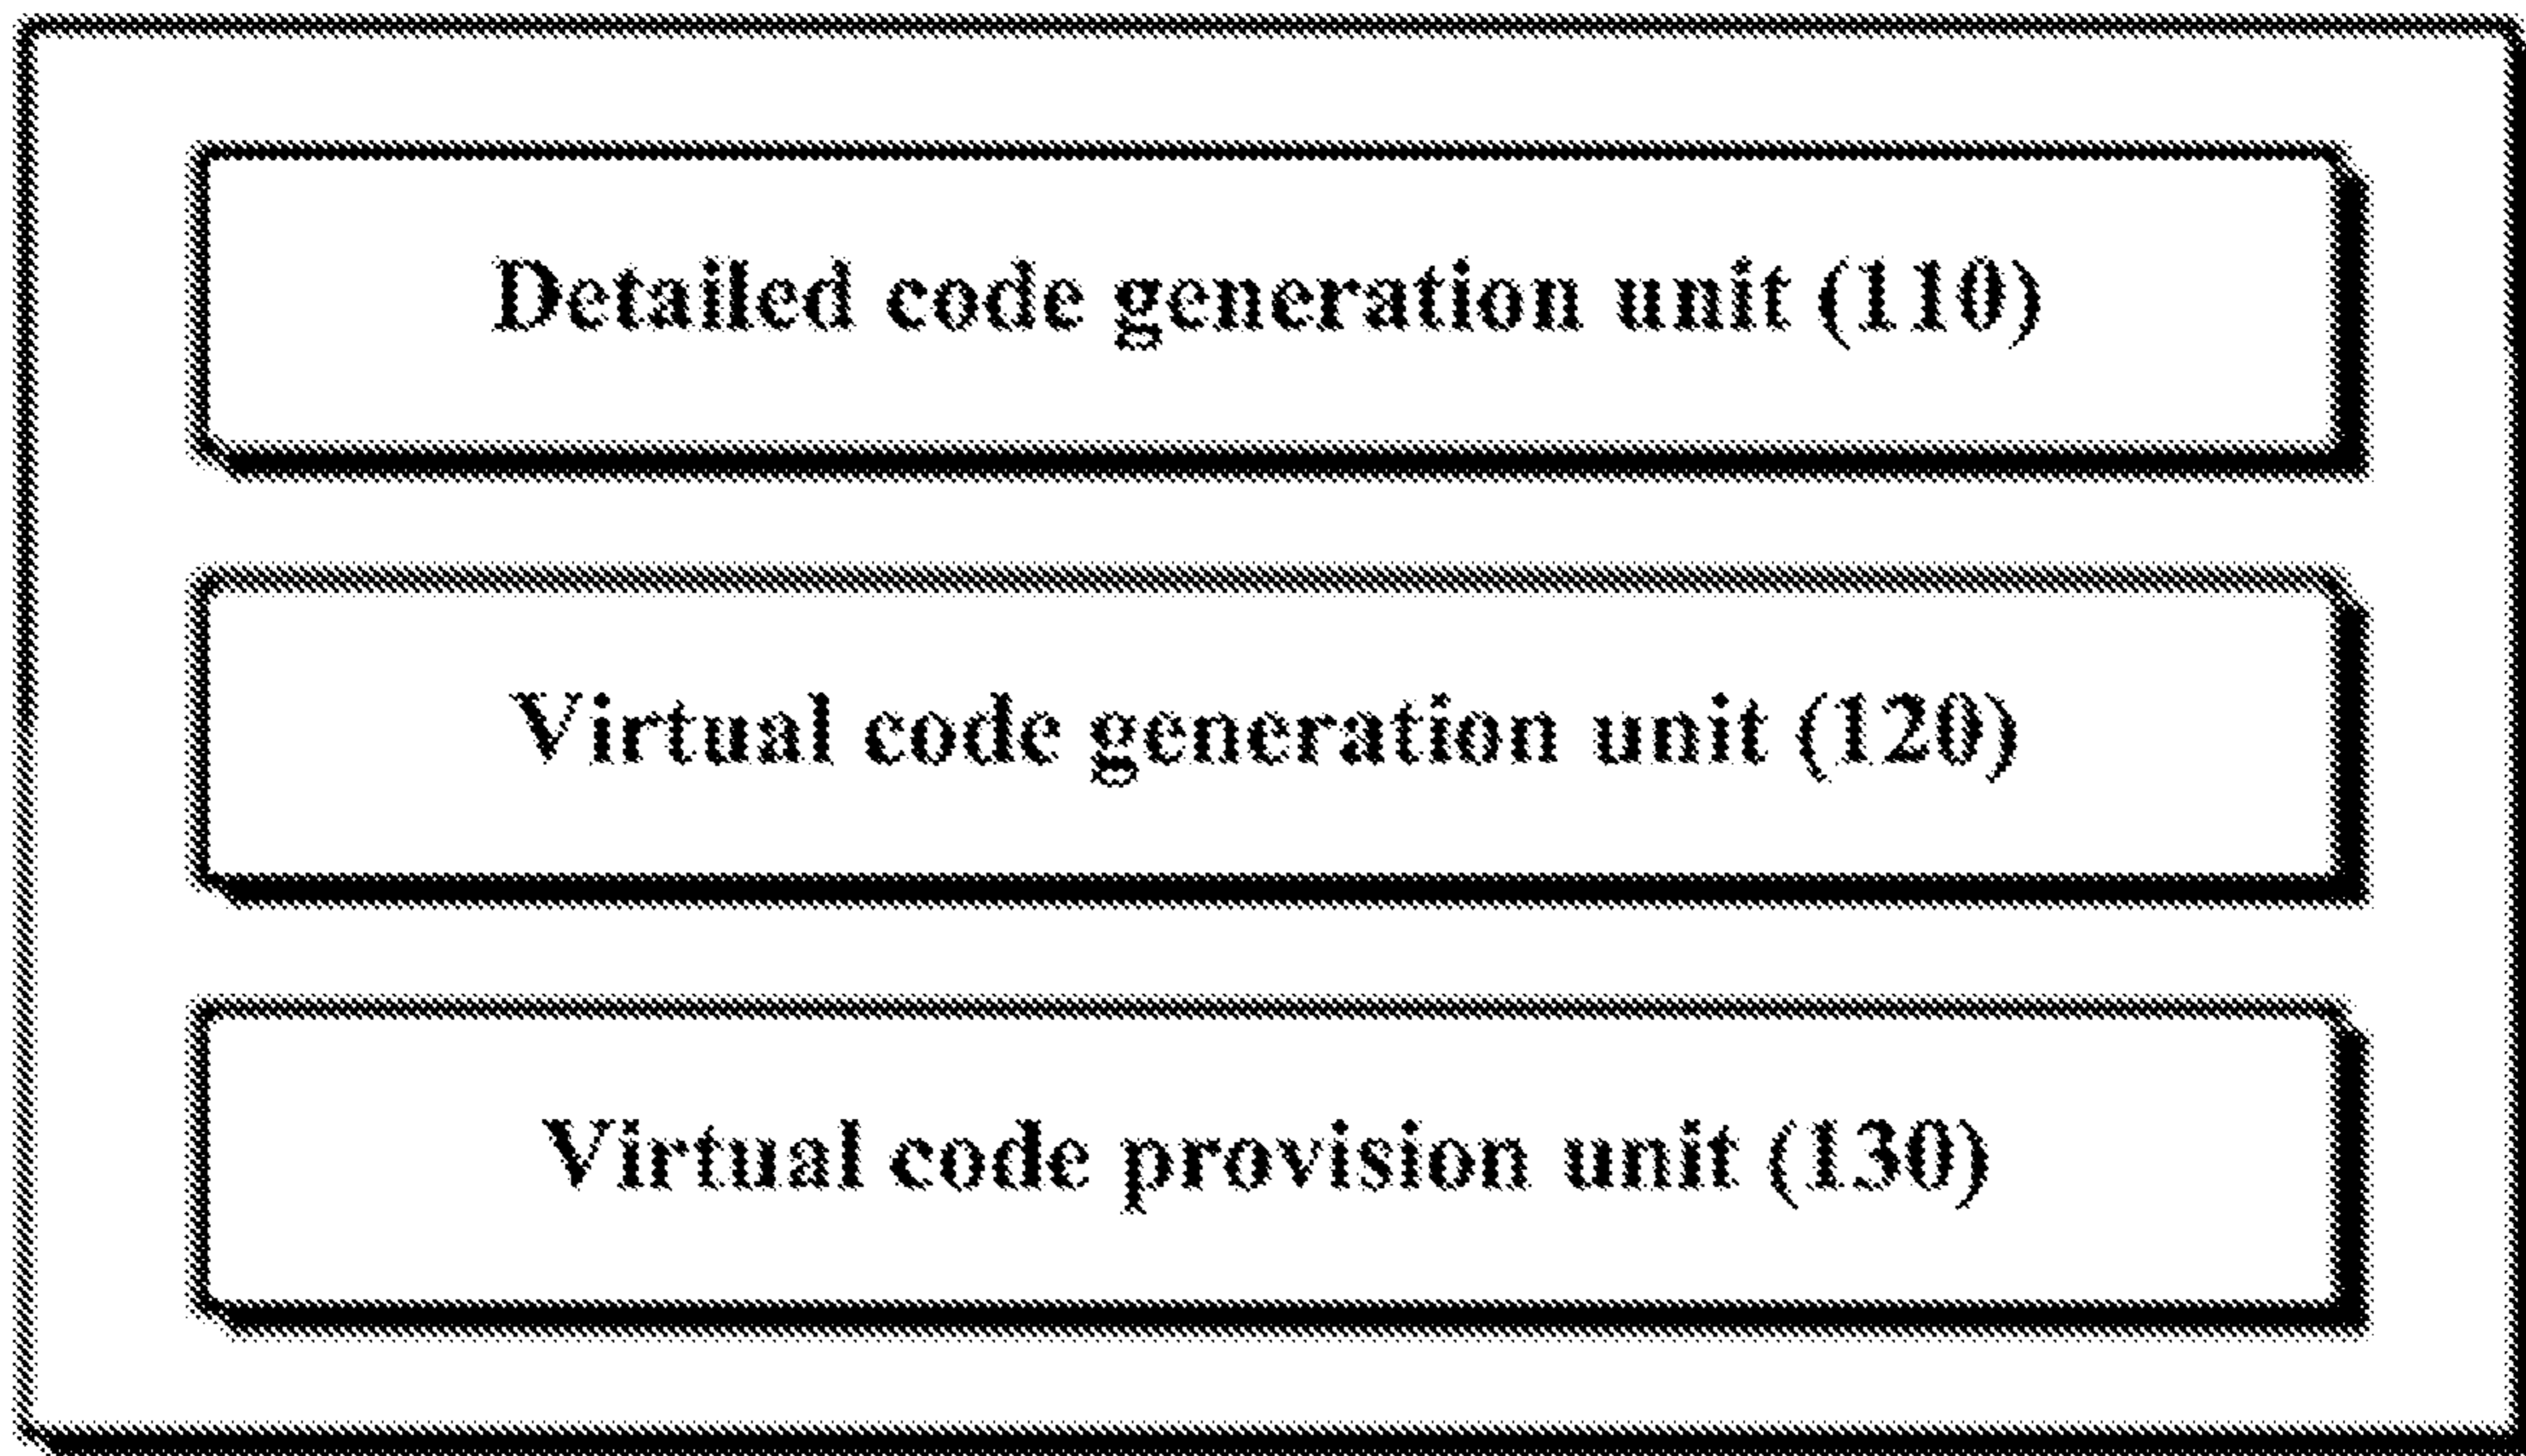 Detailed code generation unit (110)
Virtual code generation unit (120)
Virtual code provision unit (130)